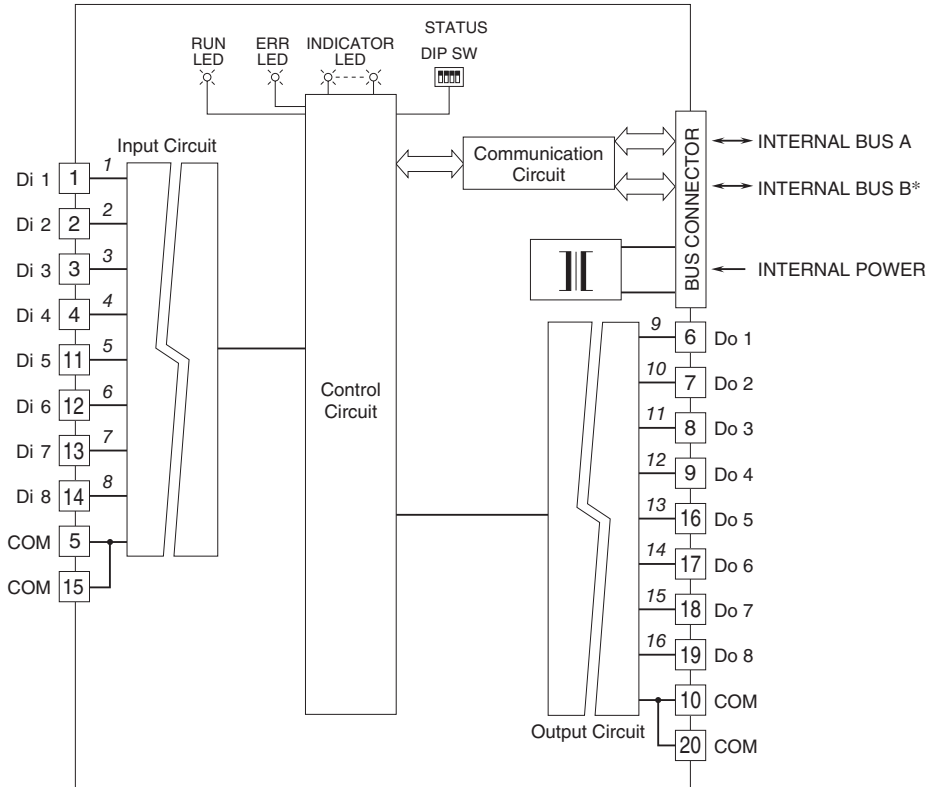 STATUS
RUN LED
ERR LED
INDICATOR LED
DIP SW
Input Circuit
Di 1 1 1
Di 2 2 2
Di 3 3 3
Di 4 4 4
Di 5 11 5
Di 6 12 6
Di 7 13 7
Di 8 14 8
COM 5
COM 15
Control
Circuit
Communication
Circuit
BUS CONNECTOR
INTERNAL BUS A
INTERNAL BUS B*
INTERNAL POWER
9 6 Do 1
10 7 Do 2
11 8 Do 3
12 9 Do 4
13 16 Do 5
14 17 Do 6
15 18 Do 7
16 19 Do 8
10 COM
20 COM
Output Circuit